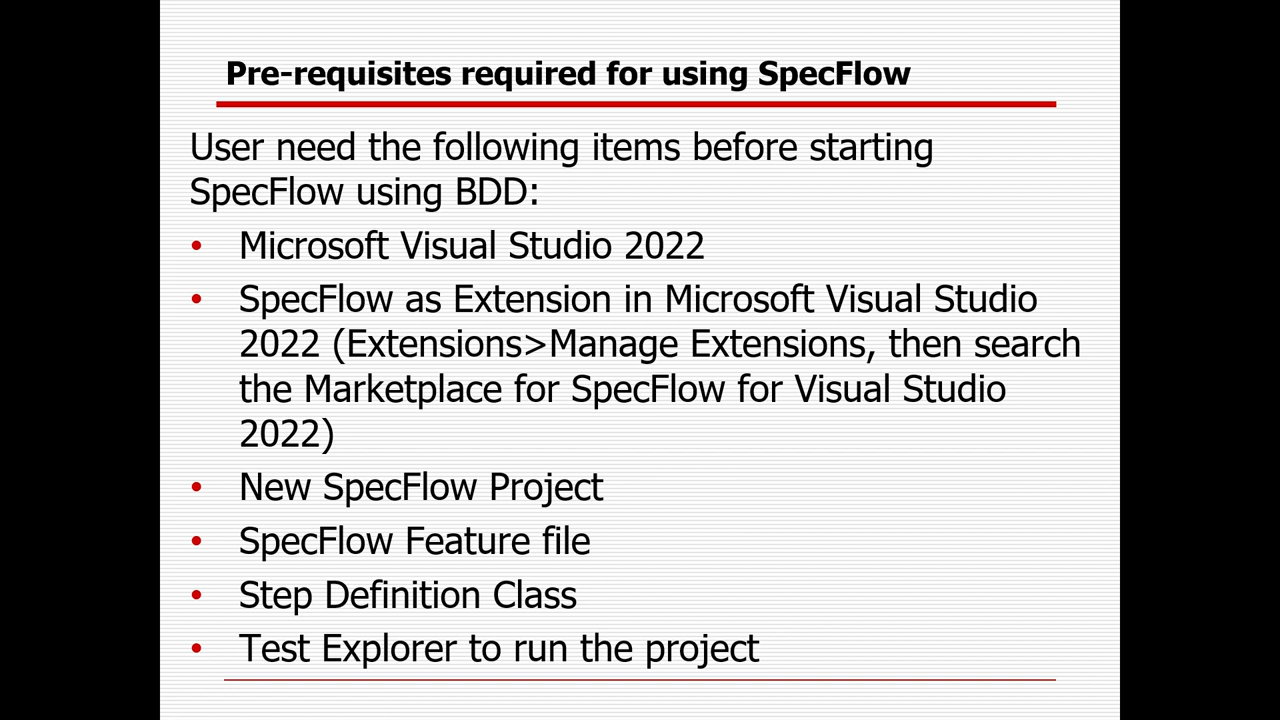 Pre-requisites required for using SpecFlow
User need the following items before starting
SpecFlow using BDD:
• Microsoft Visual Studio 2022
• SpecFlow as Extension in Microsoft Visual Studio
2022 (Extensions>Manage Extensions, then search
the Marketplace for SpecFlow for Visual Studio
2022)
• New SpecFlow Project
• SpecFlow Feature file
• Step Definition Class
• Test Explorer to run the project